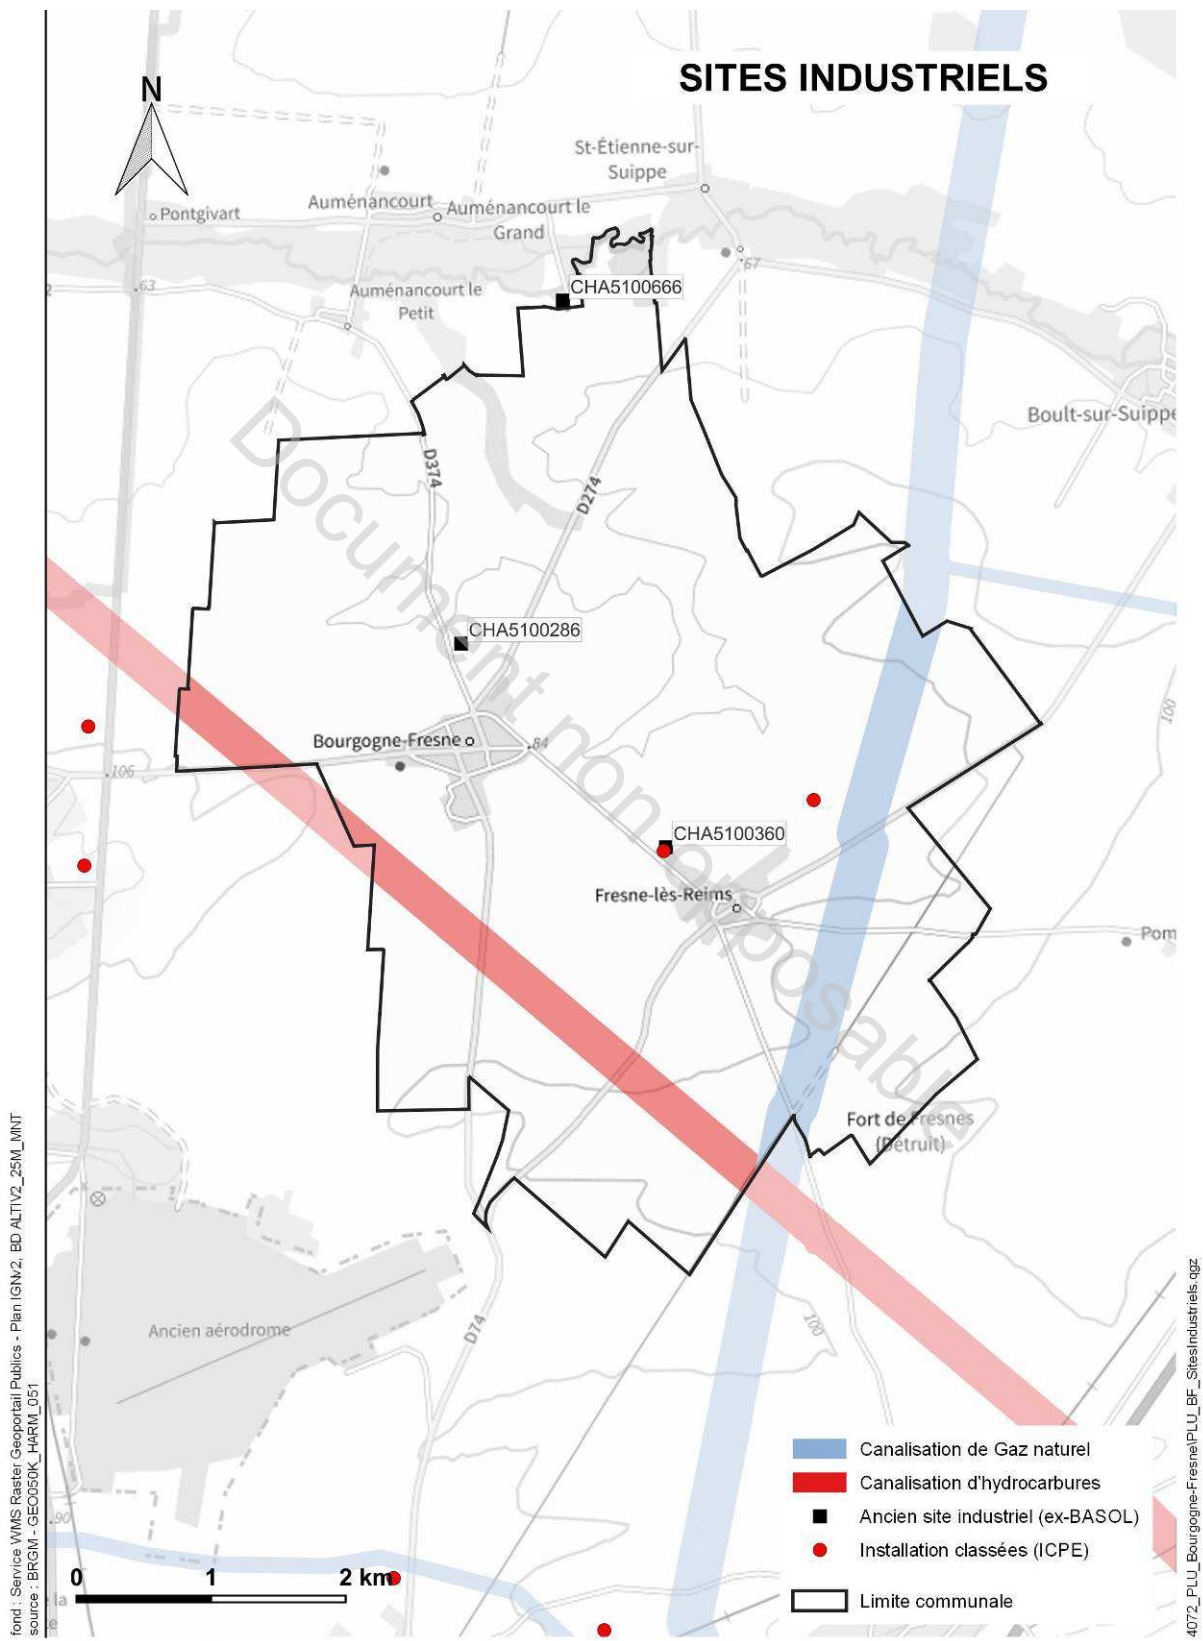 SITES INDUSTRIELS
N
St-Étienne-sur-
Suippe
Auménancourt
Auménancourt le
Grand
Pontgivart
67
63
2
CHA5100666
Auménancourt le
Petit
Boult-sur-Suippe
D374
D274
CHA5100286
100
Bourgogne-Fresne
84
106
CHA5100360
Fresne-lès-Reims
Pom
Document non opposable
Fort de Fresnes
(Détruit)
Ancien aérodrome
D74
100
90
Canalisation de Gaz naturel
Canalisation d'hydrocarbures
Ancien site industriel (ex-BASOL)
Installation classées (ICPE)
Limite communale
0 1 2 km
la
e
fond : Service WMS Raster Geoportail Publics - Plan IGNv2, BD ALTIV2_25M_MNT
source : BRGM - GEO050K_HARM_051
4072_PLU_Bourgogne-Fresne\PLU_BF_SitesIndustriels.qgz